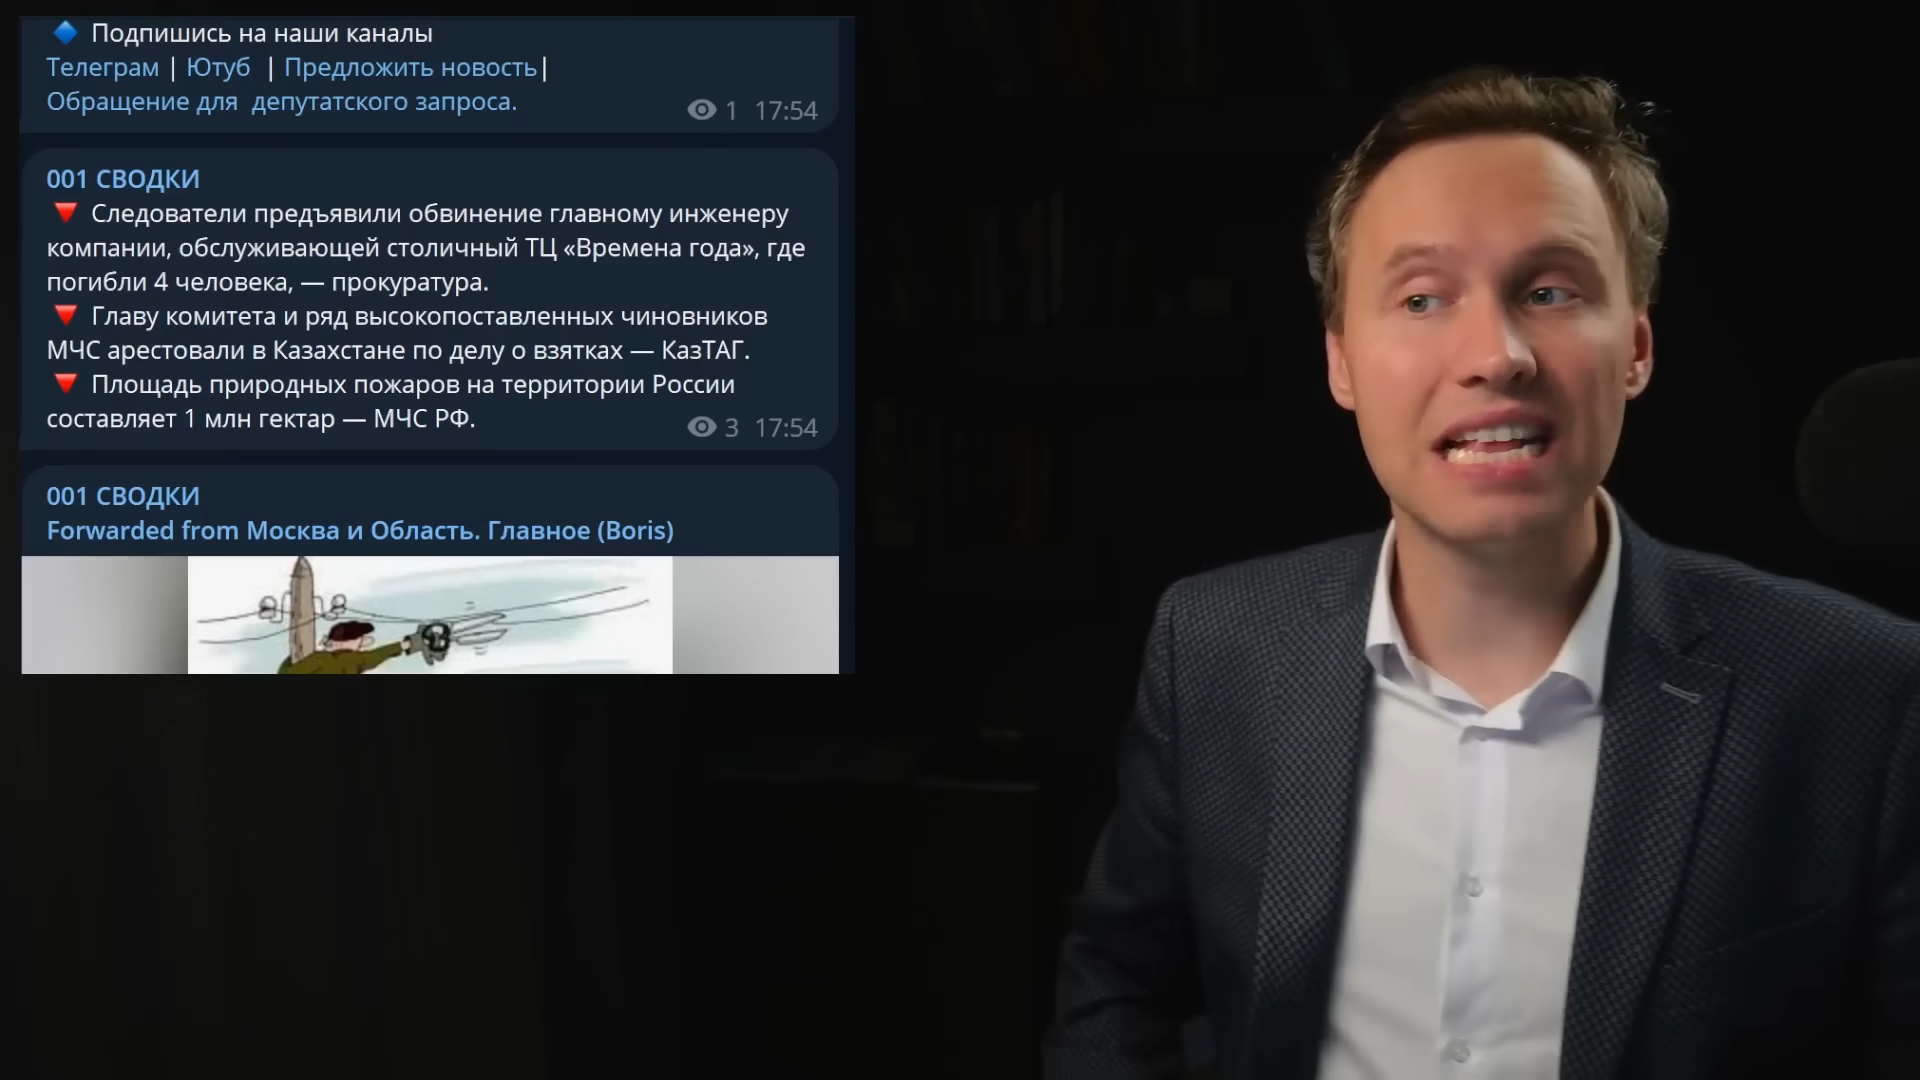 Подпишись на наши каналы
Телеграм | Ютуб | Предложить новость|
Обращение для депутатского запроса.
1 17:54
001 СВОДКИ
Следователи предъявили обвинение главному инженеру
компании, обслуживающей столичный ТЦ «Времена года», где
погибли 4 человека, — прокуратура.
Главу комитета и ряд высокопоставленных чиновников
МЧС арестовали в Казахстане по делу о взятках — КазТАГ.
Площадь природных пожаров на территории России
составляет 1 млн гектар — МЧС РФ.
3 17:54
001 СВОДКИ
Forwarded from Москва и Область. Главное (Boris)